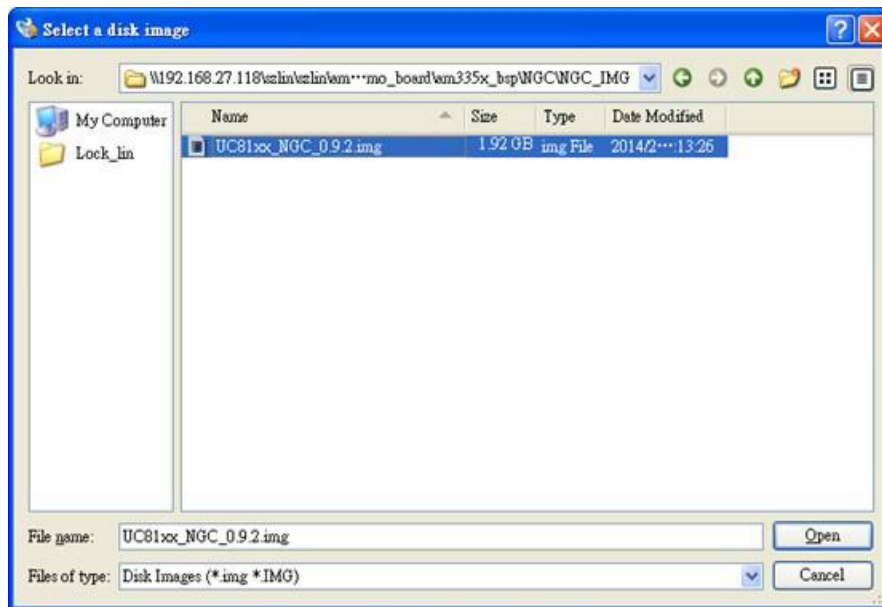 Select a disk image
Look in: \\192.168.27.118\szlin\szlin\am···mo_board\am335x_bsp\NGC\NGC_IMG
My Computer
Lock_lin
Name Size Type Date Modified
UC81xx_NGC_0.9.2.img 1.92 GB img File 2014/2···:13:26
File name: UC81xx_NGC_0.9.2.img Open
Files of type: Disk Images (*.img *.IMG) Cancel